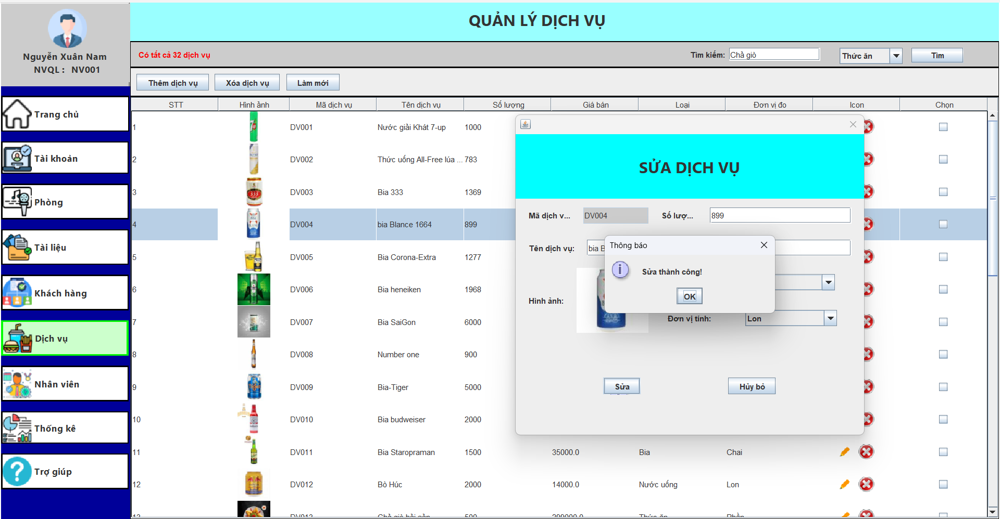 QUẢN LÝ DỊCH VỤ
Nguyễn Xuân Nam
NVQL : NV001
Có tất cả 32 dịch vụ
Tìm kiếm: Chả giò Thức ăn Tìm
Thêm dịch vụ Xóa dịch vụ Làm mới
Trang chủ
Tài khoản
Phòng
Tài liệu
Khách hàng
Dịch vụ
Nhân viên
Thống kê
Trợ giúp
STT Hình ảnh Mã dịch vụ Tên dịch vụ Số lượng Giá bán Loại Đơn vị đo Icon Chọn
1 DV001 Nước giải Khát 7-up 1000
2 DV002 Thức uống All-Free lúa ... 783
3 DV003 Bia 333 1369
4 DV004 bia Blance 1664 899
5 DV005 Bia Corona-Extra 1277
6 DV006 Bia heneiken 1968
7 DV007 Bia SaiGon 6000
8 DV008 Number one 900
9 DV009 Bia-Tiger 5000
10 DV010 Bia budweiser 2000
11 DV011 Bia Staropraman 1500 35000.0 Bia Chai
12 DV012 Bò Húc 2000 14000.0 Nước uống Lon
13 DV013 Chả giò hải sản 500 299000.0 Thức ăn Phần
SỬA DỊCH VỤ
Mã dịch v... DV004 Số lượ... 899
Tên dịch vụ: bia B
Hình ảnh:
Đơn vị tính: Lon
Sửa Hủy bỏ
Thông báo
Sửa thành công!
OK